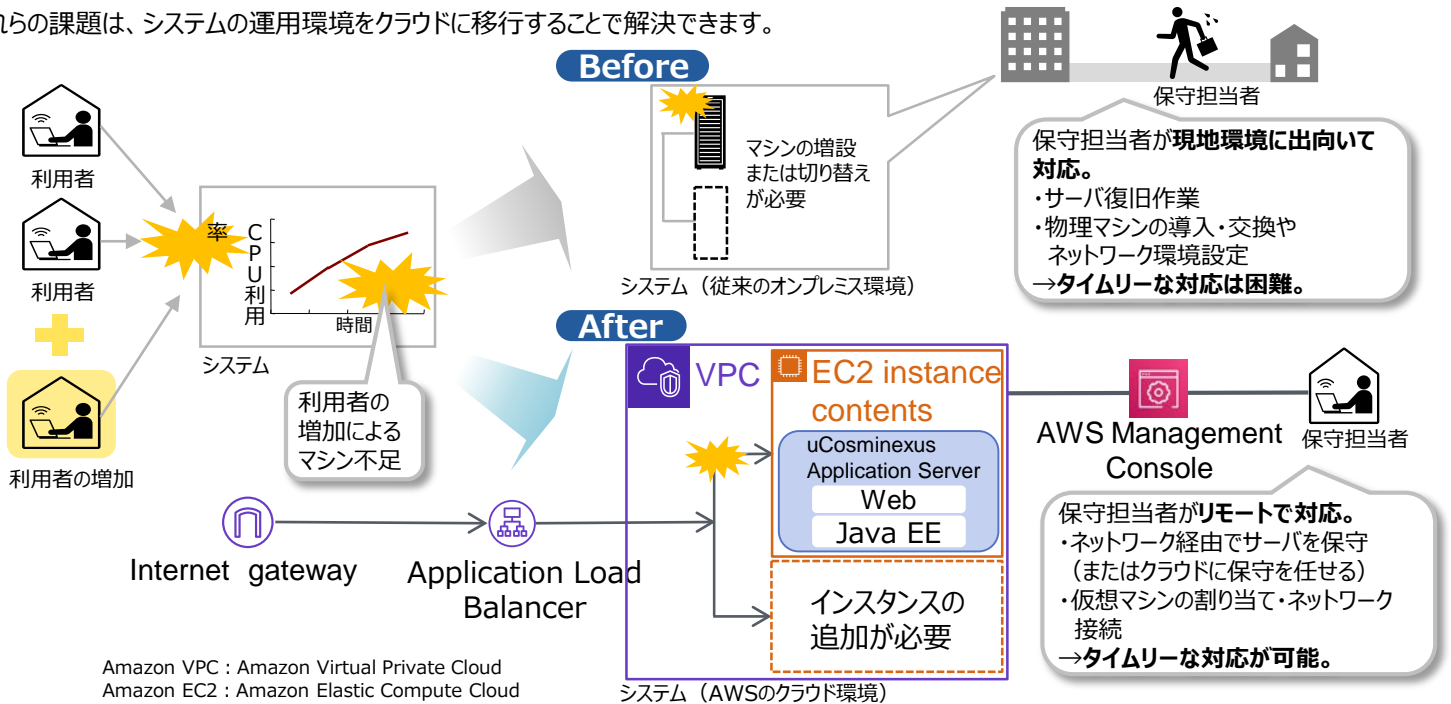 れらの課題は、システムの運用環境をクラウドに移行することで解決できます。
利用者
利用者
利用者の増加
CPU利用率
時間
システム
利用者の
増加による
マシン不足
Before
マシンの増設
または切り替え
が必要
システム（従来のオンプレミス環境）
保守担当者
保守担当者が現地環境に出向いて
対応。
・サーバ復旧作業
・物理マシンの導入・交換や
ネットワーク環境設定
→タイムリーな対応は困難。
After
VPC
EC2 instance
contents
uCosminexus
Application Server
Web
Java EE
インスタンスの
追加が必要
システム（AWSのクラウド環境）
Internet gateway
Application Load
Balancer
AWS Management
Console
保守担当者
保守担当者がリモートで対応。
・ネットワーク経由でサーバを保守
（またはクラウドに保守を任せる）
・仮想マシンの割り当て・ネットワーク
接続
→タイムリーな対応が可能。
Amazon VPC : Amazon Virtual Private Cloud
Amazon EC2 : Amazon Elastic Compute Cloud